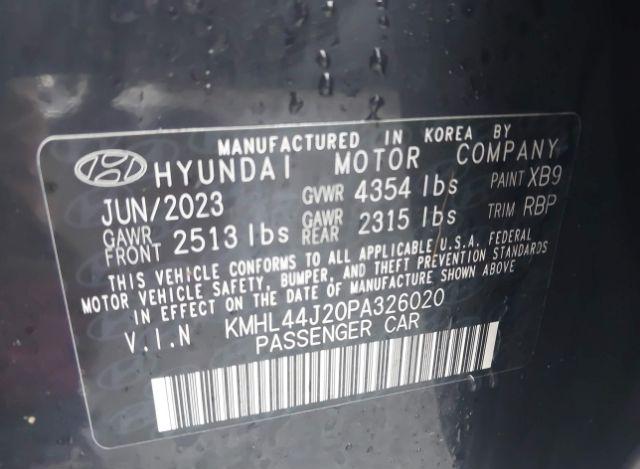 MANUFACTURED IN KOREA BY
HYUNDAI MOTOR COMPANY
JUN/2023 GVWR 4354 lbs PAINT XB9
GAWR FRONT 2513 lbs GAWR REAR 2315 lbs TRIM RBP
THIS VEHICLE CONFORMS TO ALL APPLICABLE U.S.A. FEDERAL
MOTOR VEHICLE SAFETY, BUMPER, AND THEFT PREVENTION STANDARDS
IN EFFECT ON THE DATE OF MANUFACTURE SHOWN ABOVE
V.I.N KMHL44J20PA326020
PASSENGER CAR